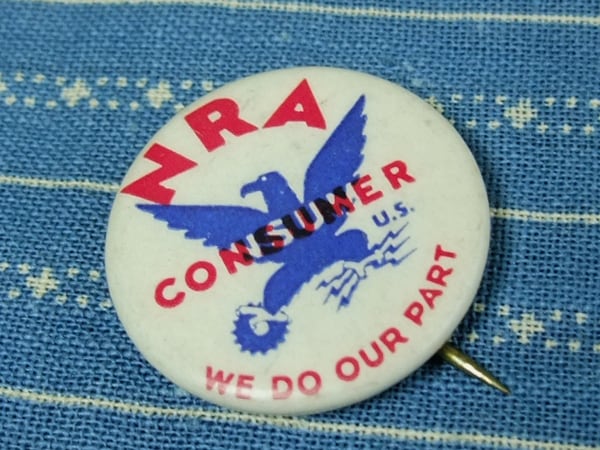 NRA
CONSUMER
U.S.
WE DO OUR PART